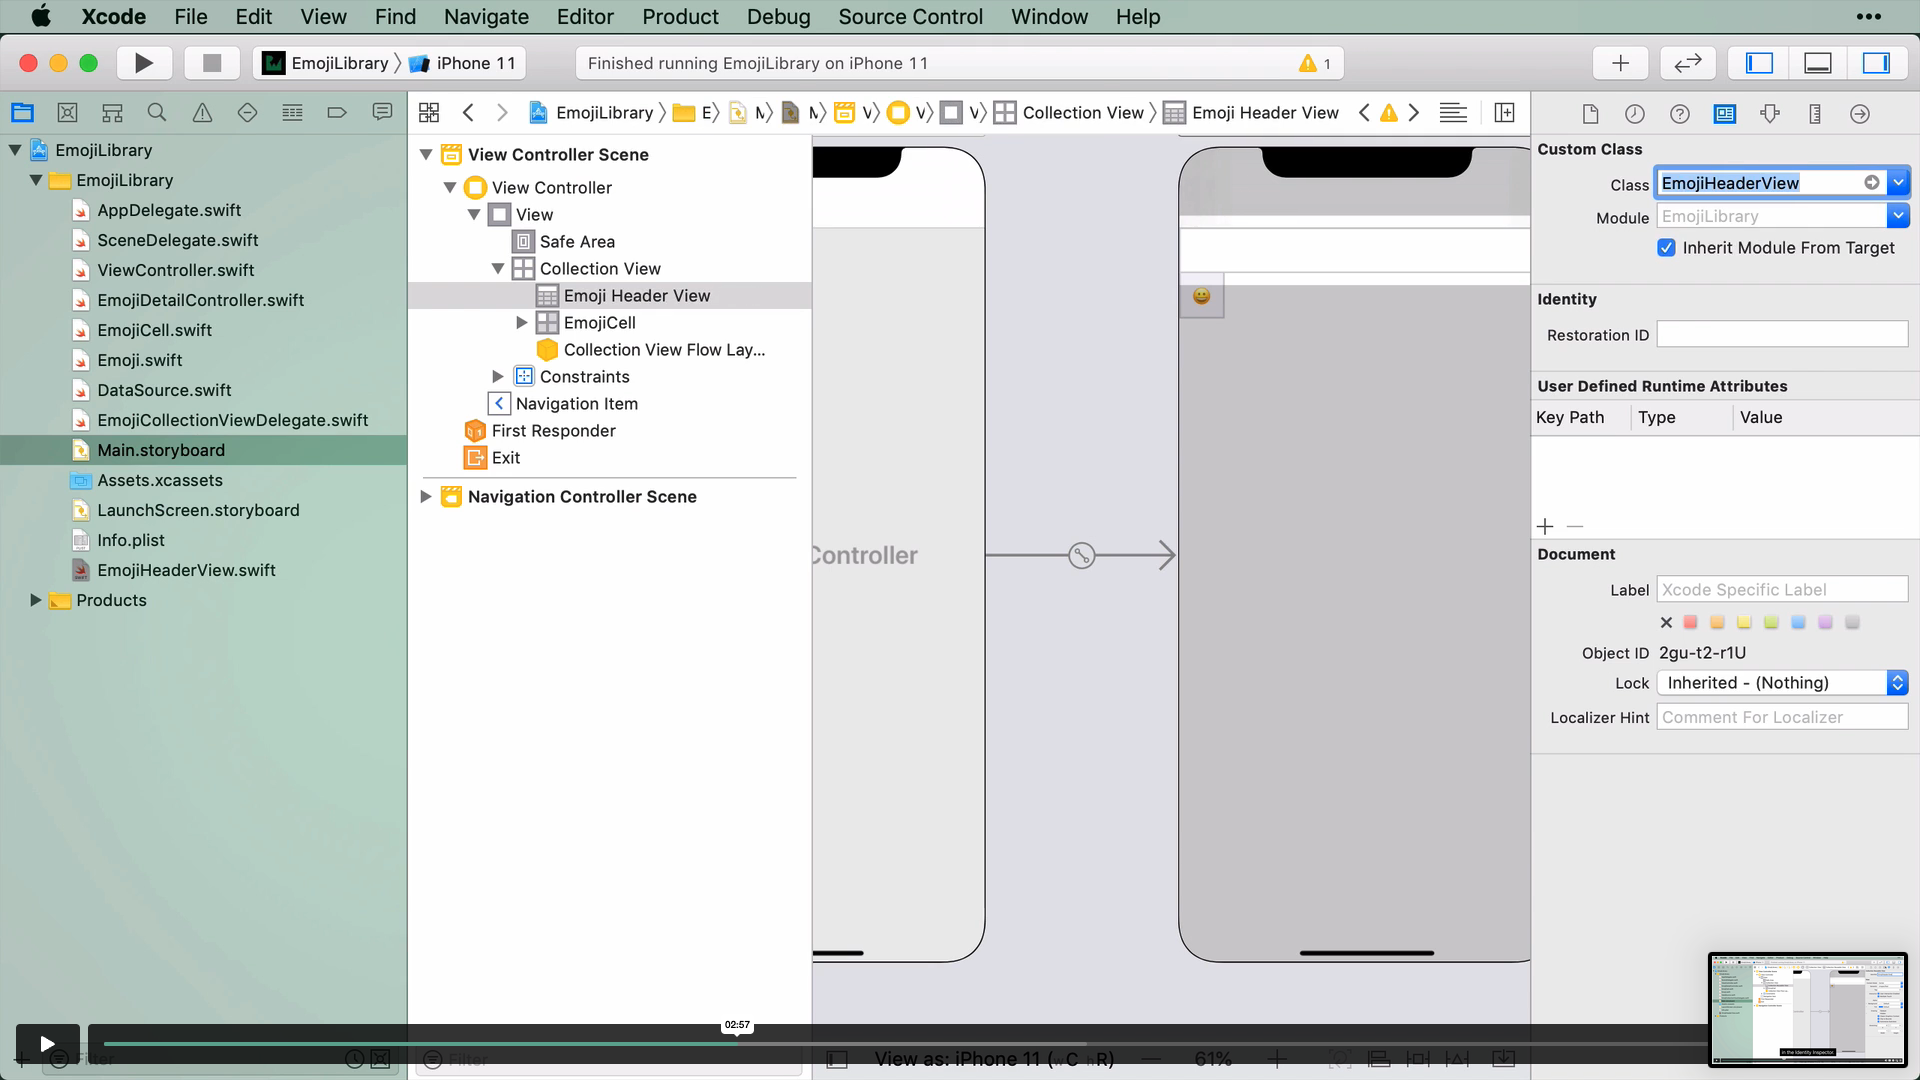 Xcode File Edit View Find Navigate Editor Product Debug Source Control Window Help •••
EmojiLibrary 〉 iPhone 11
Finished running EmojiLibrary on iPhone 11
1
EmojiLibrary 〉 E〉 M〉 M〉 V〉 V〉 V〉 Collection View 〉 Emoji Header View
EmojiLibrary
EmojiLibrary
AppDelegate.swift
SceneDelegate.swift
ViewController.swift
EmojiDetailController.swift
EmojiCell.swift
Emoji.swift
DataSource.swift
EmojiCollectionViewDelegate.swift
Main.storyboard
Assets.xcassets
LaunchScreen.storyboard
Info.plist
EmojiHeaderView.swift
Products
View Controller Scene
View Controller
View
Safe Area
Collection View
Emoji Header View
EmojiCell
Collection View Flow Lay...
Constraints
Navigation Item
First Responder
Exit
Navigation Controller Scene
Controller
Custom Class
Class EmojiHeaderView
Module EmojiLibrary
Inherit Module From Target
Identity
Restoration ID
User Defined Runtime Attributes
Key Path Type Value
Document
Label Xcode Specific Label
Object ID 2gu-t2-r1U
Lock Inherited - (Nothing)
Localizer Hint Comment For Localizer
02:57
Filter
Filter
View as: iPhone 11 (wC hR)
61%
In the Identity Inspector